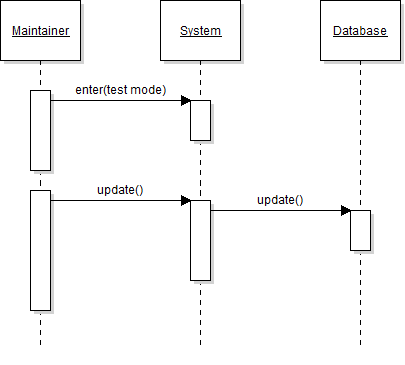 Maintainer
System
Database
enter(test mode)
update()
update()